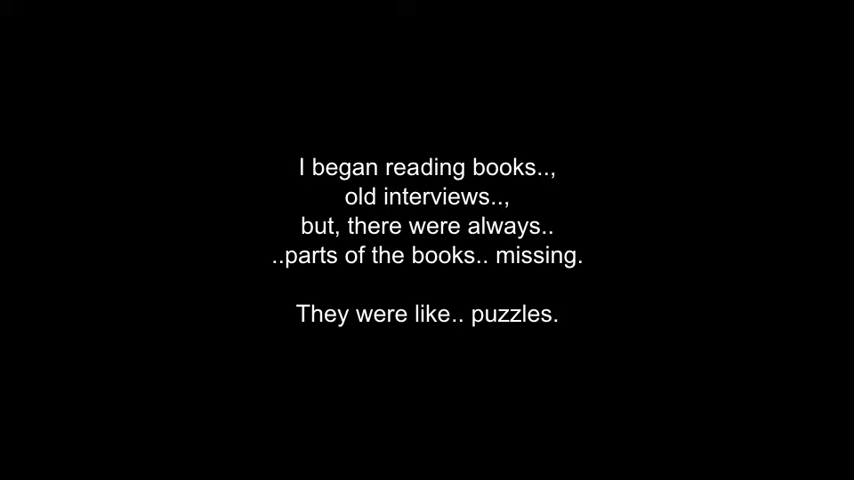 I began reading books..,
old interviews..,
but, there were always..
..parts of the books.. missing.
They were like.. puzzles.